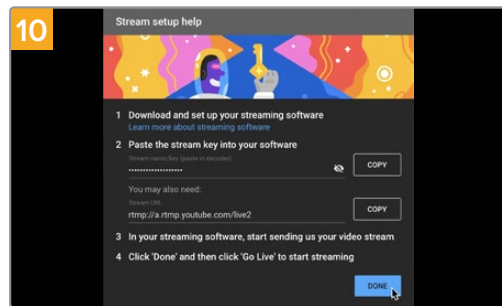 10
Stream setup help
1 Download and set up your streaming software
Learn more about streaming software
2 Paste the stream key into your software
Stream name/key (paste in encoder)
••••••••••••••••••• COPY
You may also need:
Stream URL
rtmp://a.rtmp.youtube.com/live2 COPY
3 In your streaming software, start sending us your video stream
4 Click 'Done' and then click 'Go Live' to start streaming
DONE